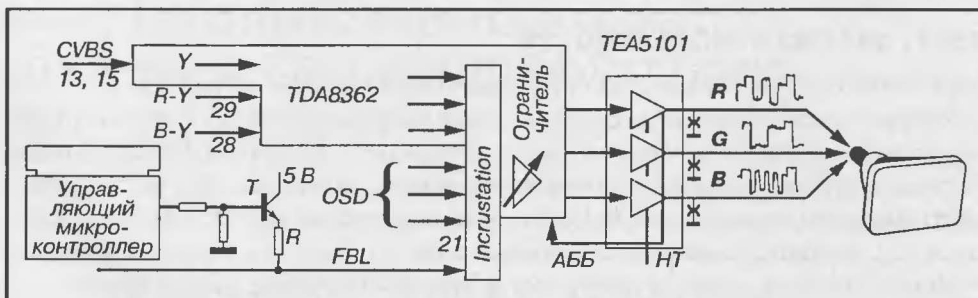 CVBS
13, 15
Y
R-Y
29
B-Y
28
TDA8362
TEA5101
Ограни-
читель
R
G
B
Управ-
ляющий
микро-
контроллер
5 В
R
OSD
21
FBL
Incrustation
АББ
НТ